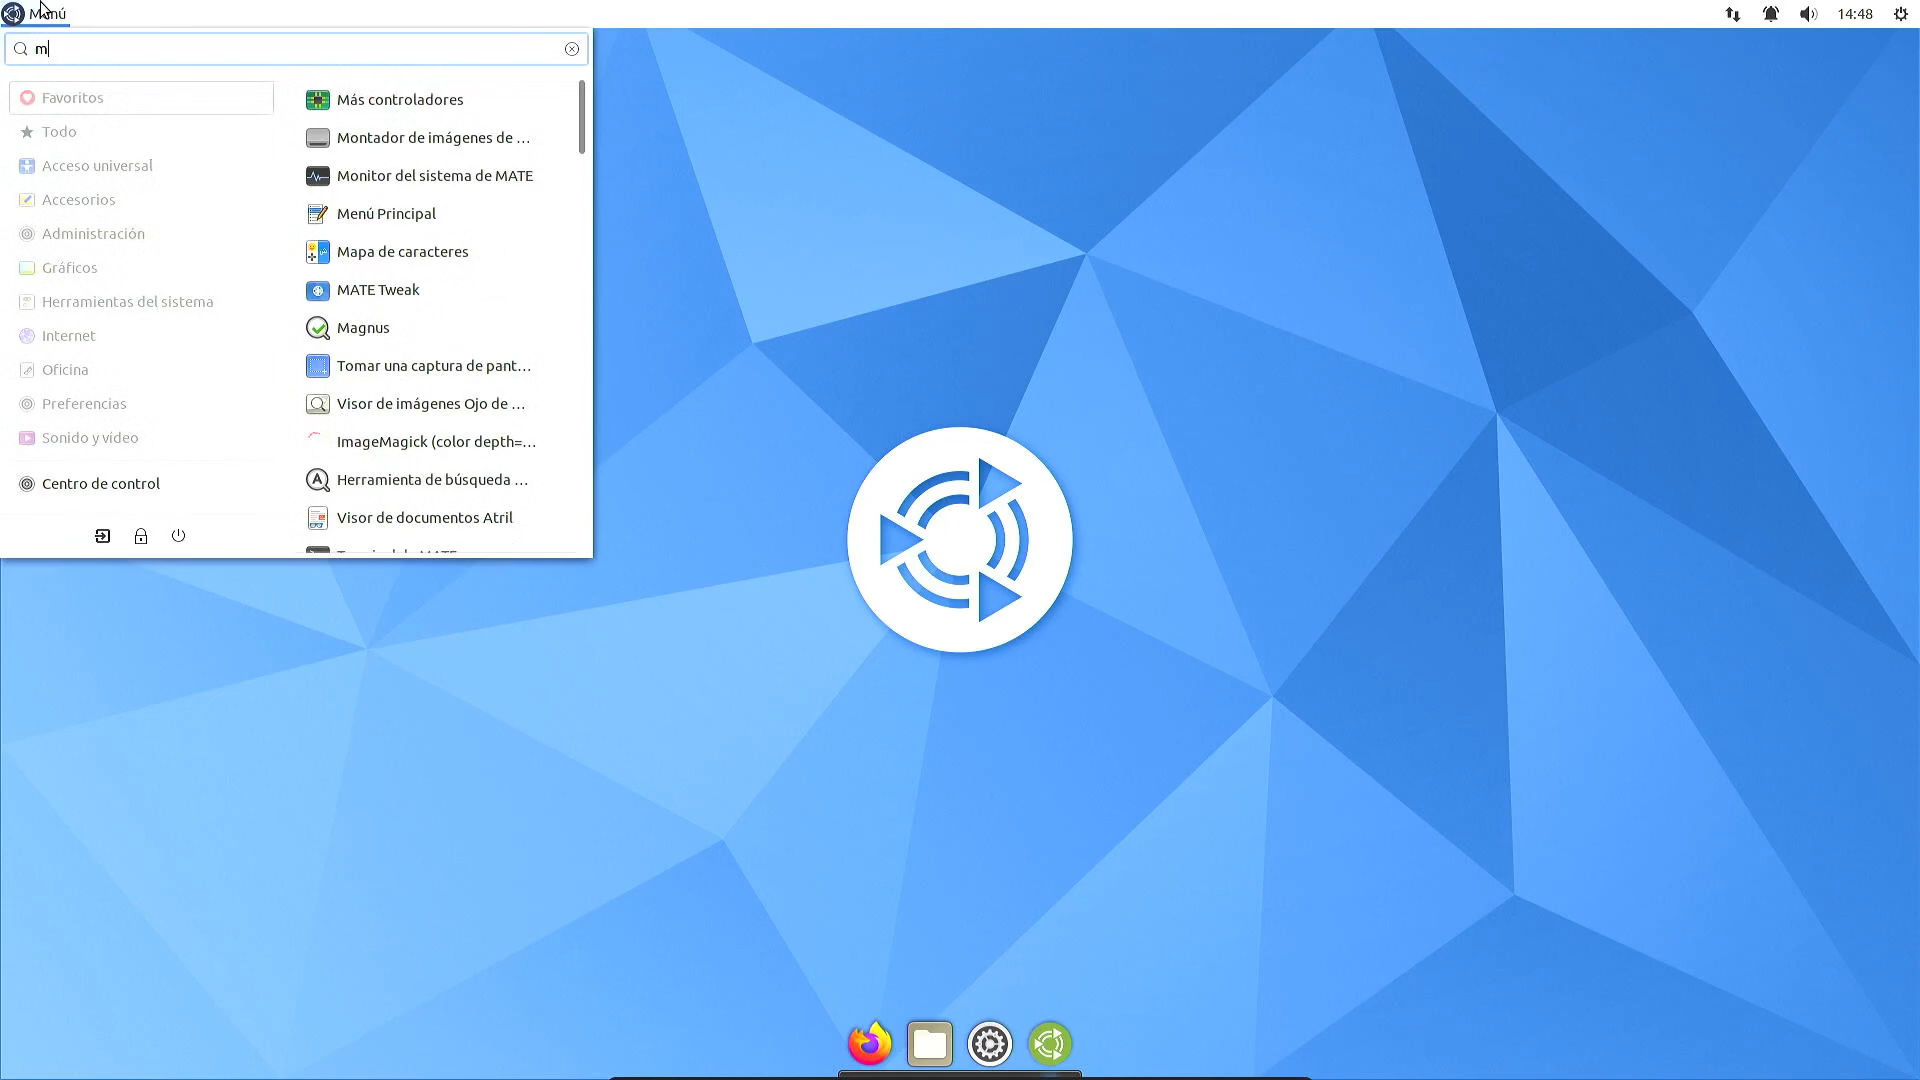 Menú
14:48
m
Favoritos
Todo
Acceso universal
Accesorios
Administración
Gráficos
Herramientas del sistema
Internet
Oficina
Preferencias
Sonido y vídeo
Centro de control
Más controladores
Montador de imágenes de ...
Monitor del sistema de MATE
Menú Principal
Mapa de caracteres
MATE Tweak
Magnus
Tomar una captura de pant...
Visor de imágenes Ojo de ...
ImageMagick (color depth=...
Herramienta de búsqueda ...
Visor de documentos Atril